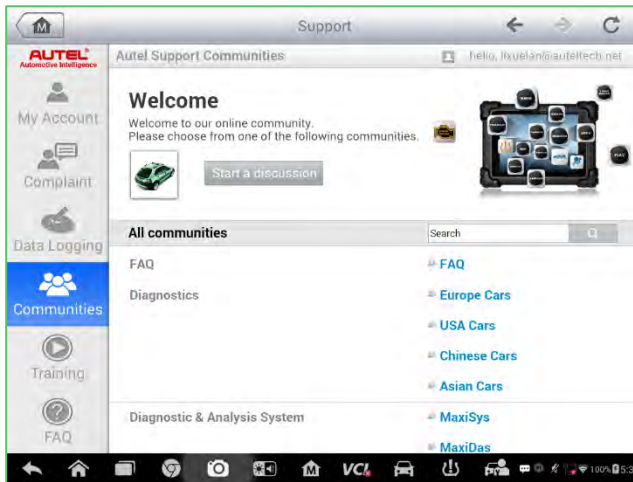 M
Support
AUTEL
Automotive Intelligence
Autel Support Communities
hello, lixuelan@auteltech.net
My Account
Complaint
Data Logging
Communities
Training
FAQ
Welcome
Welcome to our online community.
Please choose from one of the following communities.
Start a discussion
All communities
Search
FAQ
FAQ
Diagnostics
Europe Cars
USA Cars
Chinese Cars
Asian Cars
Diagnostic & Analysis System
MaxiSys
MaxiDas
M
VCI
100%